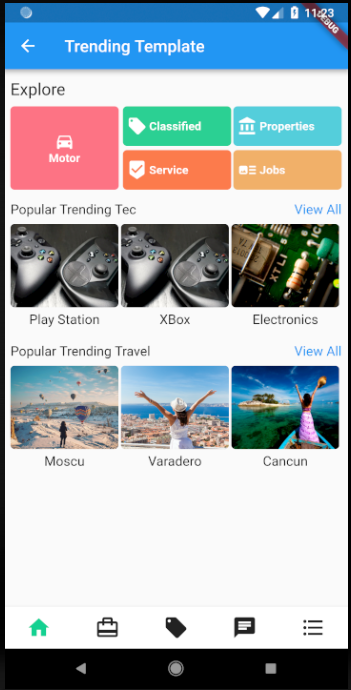 11:23
DEBUG
Trending Template
Explore
Motor
Classified
Properties
Service
Jobs
Popular Trending Tec
View All
Play Station
XBox
Electronics
Popular Trending Travel
View All
Moscu
Varadero
Cancun